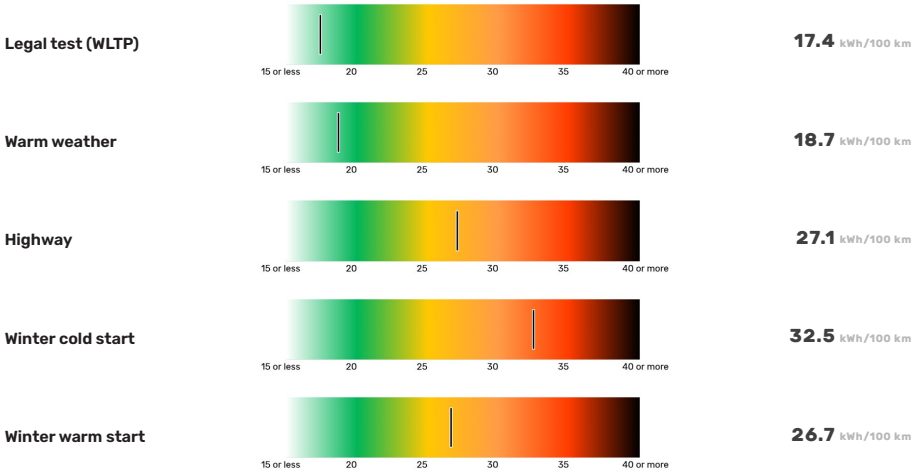 Legal test (WLTP)
15 or less 20 25 30 35 40 or more
17.4 kWh/100 km
Warm weather
15 or less 20 25 30 35 40 or more
18.7 kWh/100 km
Highway
15 or less 20 25 30 35 40 or more
27.1 kWh/100 km
Winter cold start
15 or less 20 25 30 35 40 or more
32.5 kWh/100 km
Winter warm start
15 or less 20 25 30 35 40 or more
26.7 kWh/100 km